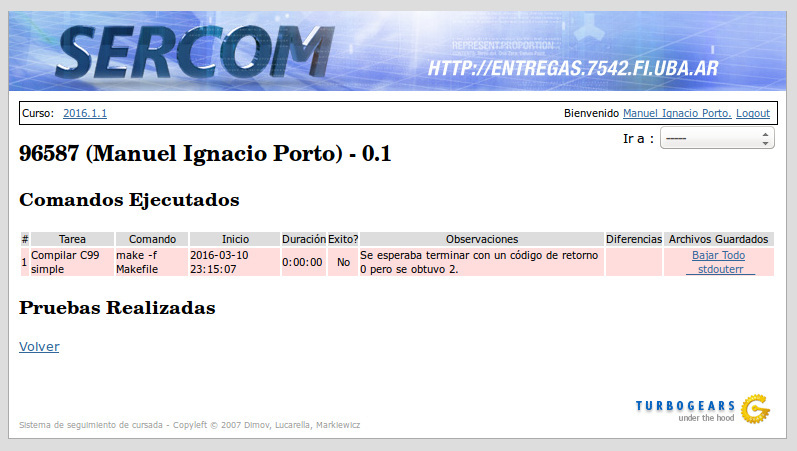 SERCOM
REPRESENT.PROPORTION
HTTP://ENTREGAS.7542.FI.UBA.AR
Curso: 2016.1.1 Bienvenido Manuel Ignacio Porto. Logout
Ir a : -----
96587 (Manuel Ignacio Porto) - 0.1
Comandos Ejecutados
# Tarea Comando Inicio Duración Exito? Observaciones Diferencias Archivos Guardados
1 Compilar C99 simple make -f Makefile 2016-03-10 23:15:07 0:00:00 No Se esperaba terminar con un código de retorno 0 pero se obtuvo 2. Bajar Todo stdouterr
Pruebas Realizadas
Volver
TURBOGEARS
under the hood
Sistema de seguimiento de cursada - Copyleft © 2007 Dimov, Lucarella, Markiewicz